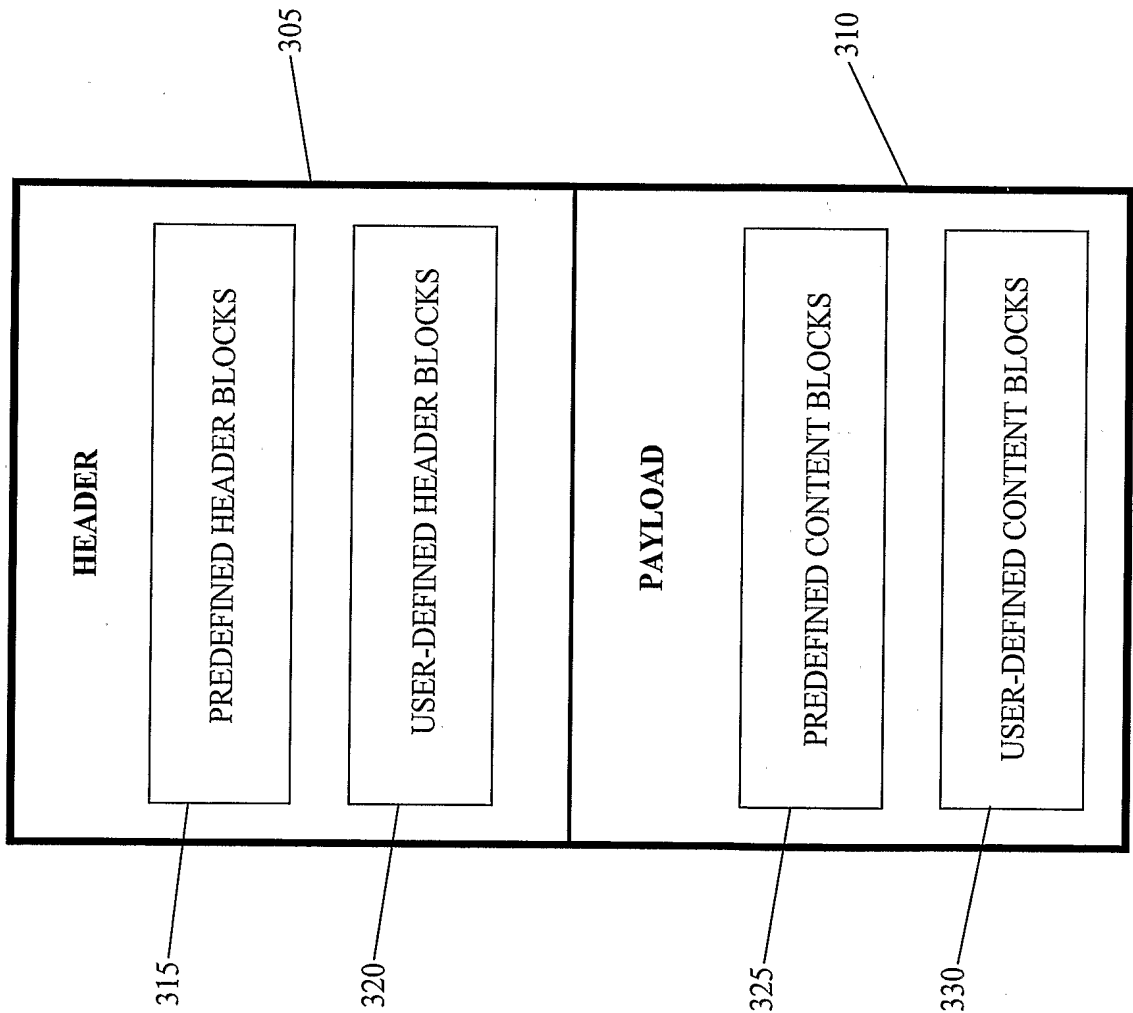 HEADER
305
PREDEFINED HEADER BLOCKS
315
USER-DEFINED HEADER BLOCKS
320
PAYLOAD
310
PREDEFINED CONTENT BLOCKS
325
USER-DEFINED CONTENT BLOCKS
330